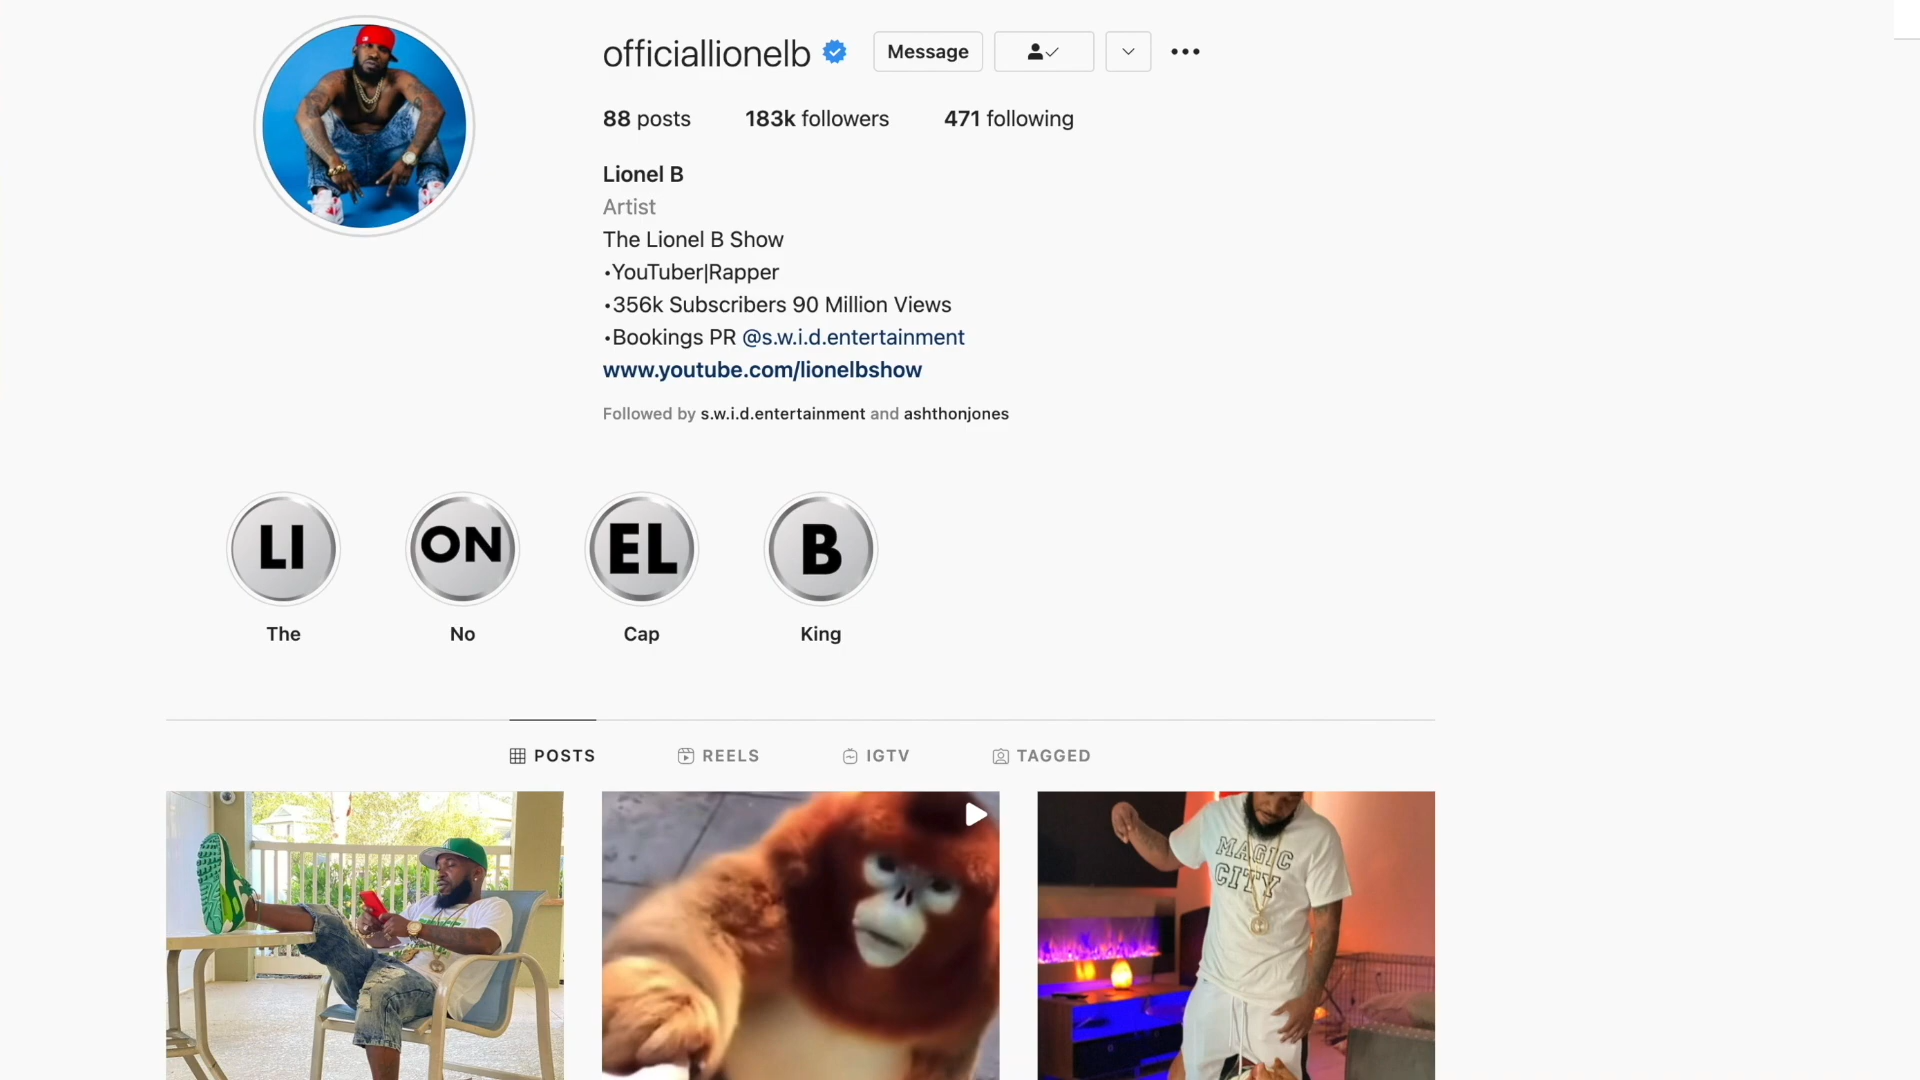 officiallionelb
Message
88 posts 183k followers 471 following
Lionel B
Artist
The Lionel B Show
•YouTuber|Rapper
•356k Subscribers 90 Million Views
•Bookings PR @s.w.i.d.entertainment
www.youtube.com/lionelbshow
Followed by s.w.i.d.entertainment and ashthonjones
LI ON EL B
The No Cap King
POSTS REELS IGTV TAGGED
MAGIC
CITY